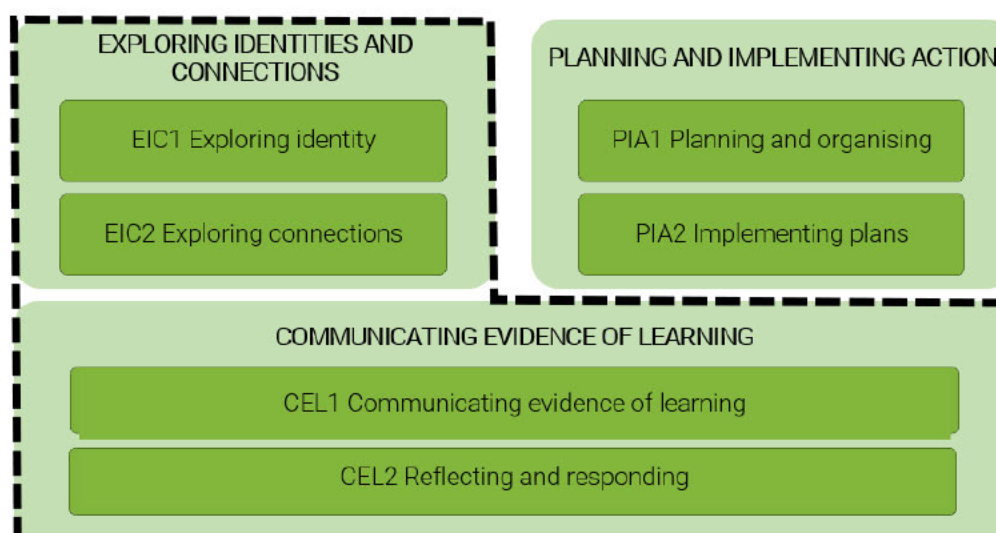 EXPLORING IDENTITIES AND
CONNECTIONS
EIC1 Exploring identity
EIC2 Exploring connections
PLANNING AND IMPLEMENTING ACTION
PIA1 Planning and organising
PIA2 Implementing plans
COMMUNICATING EVIDENCE OF LEARNING
CEL1 Communicating evidence of learning
CEL2 Reflecting and responding